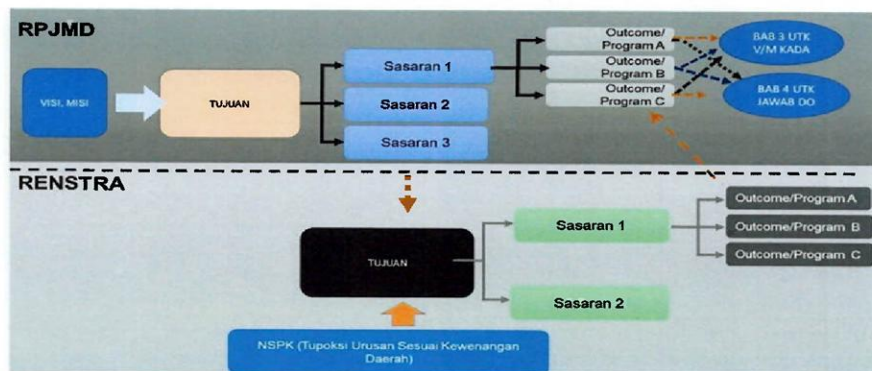 RPJMD
VISI, MISI
TUJUAN
Sasaran 1
Sasaran 2
Sasaran 3
Outcome/
Program A
Outcome/
Program B
Outcome/
Program C
BAB 3 UTK
V/M KADA
BAB 4 UTK
JAWAB DO
RENSTRA
TUJUAN
Sasaran 1
Sasaran 2
Outcome/Program A
Outcome/Program B
Outcome/Program C
NSPK (Tupoksi Urusan Sesuai Kewenangan
Daerah)